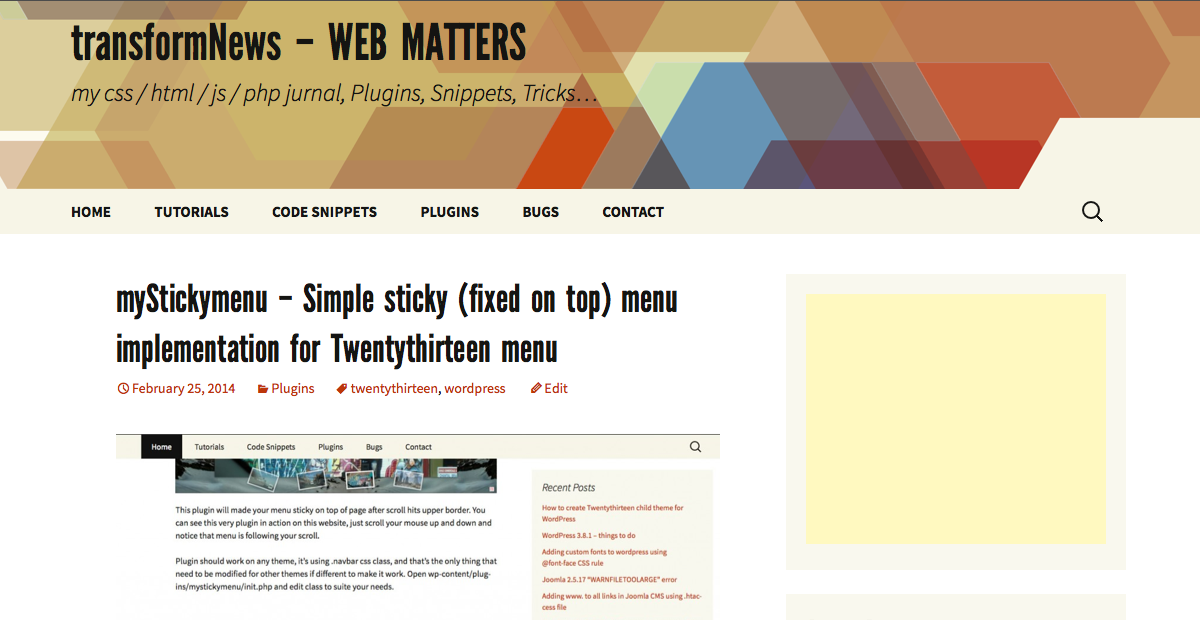 transformNews – WEB MATTERS
my css / html / js / php jurnal, Plugins, Snippets, Tricks…
HOME TUTORIALS CODE SNIPPETS PLUGINS BUGS CONTACT
myStickymenu – Simple sticky (fixed on top) menu
implementation for Twentythirteen menu
February 25, 2014 Plugins twentythirteen, wordpress Edit
Home Tutorials Code Snippets Plugins Bugs Contact
This plugin will made your menu sticky on top of page after scroll hits upper border. You
can see this very plugin in action on this website, just scroll your mouse up and down and
notice that menu is following your scroll.
Plugin should work on any theme, it's using .navbar css class, and that's the only thing that
need to be modified for other themes if different to make it work. Open wp-content/plug-
ins/mystickymenu/init.php and edit class to suite your needs.
Recent Posts
How to create Twentythirteen child theme for
WordPress
WordPress 3.8.1 – things to do
Adding custom fonts to wordpress using
@font-face CSS rule
Joomla 2.5.17 "WARNFILETOOLARGE" error
Adding www. to all links in Joomla CMS using .htac-
cess file